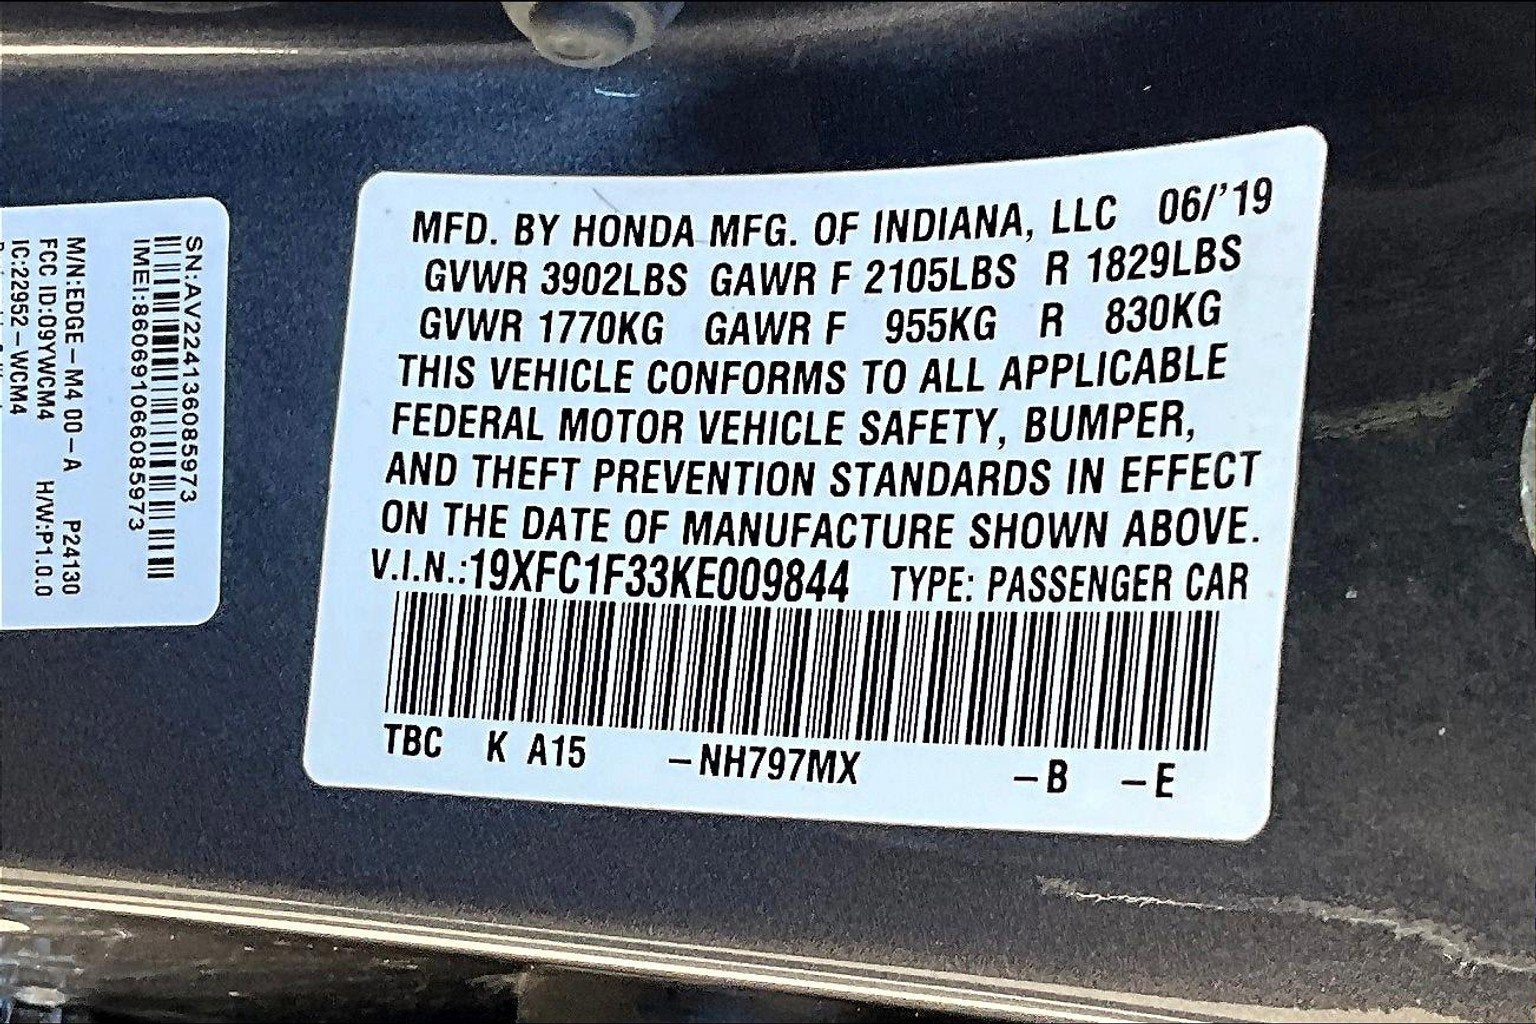 MFD. BY HONDA MFG. OF INDIANA, LLC 06/'19
GVWR 3902LBS GAWR F 2105LBS R 1829LBS
GVWR 1770KG GAWR F 955KG R 830KG
THIS VEHICLE CONFORMS TO ALL APPLICABLE
FEDERAL MOTOR VEHICLE SAFETY, BUMPER,
AND THEFT PREVENTION STANDARDS IN EFFECT
ON THE DATE OF MANUFACTURE SHOWN ABOVE.
V.I.N.:19XFC1F33KE009844 TYPE: PASSENGER CAR
TBC K A15 -NH797MX -B -E
SN:AV224136085973
IMEI:860691066085973
M/N:EDGE-M4 00-A P24130
FCC ID:09YWCM4 H/W:P1.0.0
IC:22952-WCM4